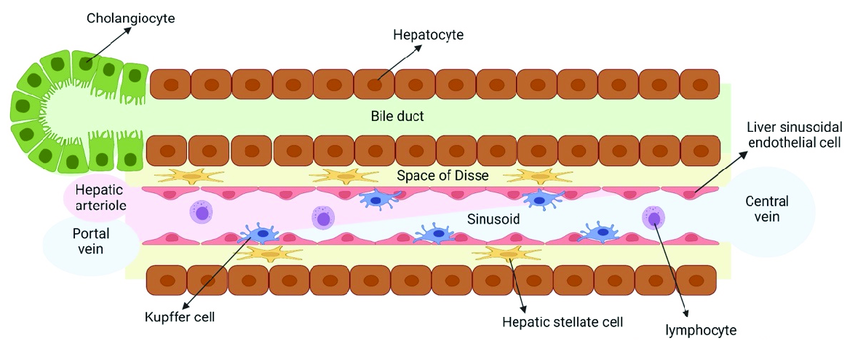 Cholangiocyte
Hepatocyte
Bile duct
Liver sinuscidal
endothelial cell
Space of Disse
Hepatic
arteriole
Central
vein
Sinusoid
Portal
vein
Kupffer cell
Hepatic stellate cell
lymphocyte